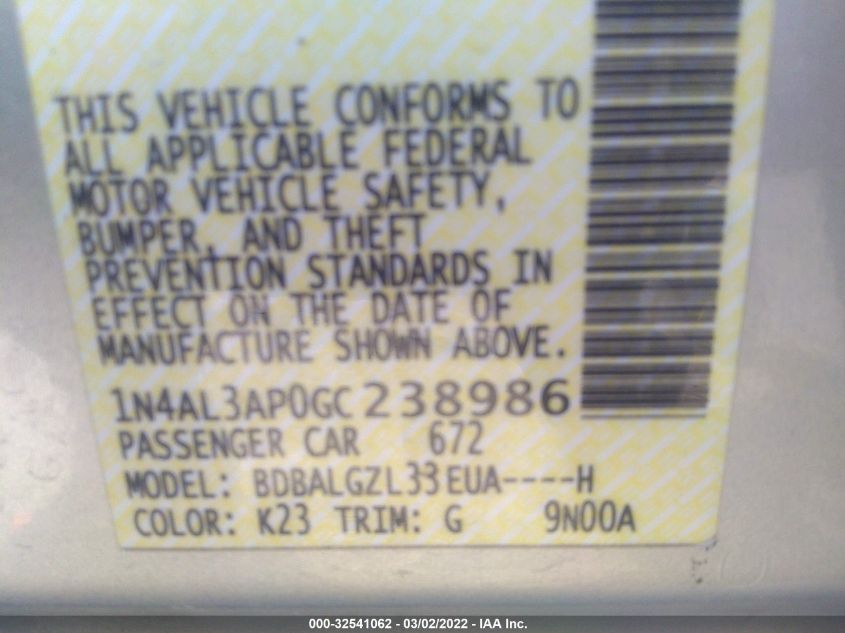 THIS VEHICLE CONFORMS TO
ALL APPLICABLE FEDERAL
MOTOR VEHICLE SAFETY,
BUMPER, AND THEFT
PREVENTION STANDARDS IN
EFFECT ON THE DATE OF
MANUFACTURE SHOWN ABOVE.
1N4AL3AP0GC238986
PASSENGER CAR 672
MODEL: BDBALGZL33EUA----H
COLOR: K23 TRIM: G 9N00A
000-32541062 - 03/02/2022 - IAA Inc.